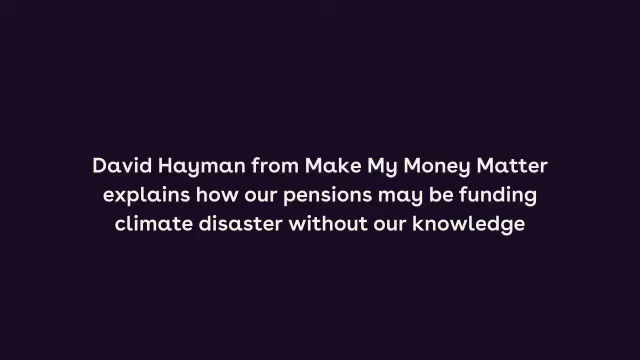 David Hayman from Make My Money Matter
explains how our pensions may be funding
climate disaster without our knowledge